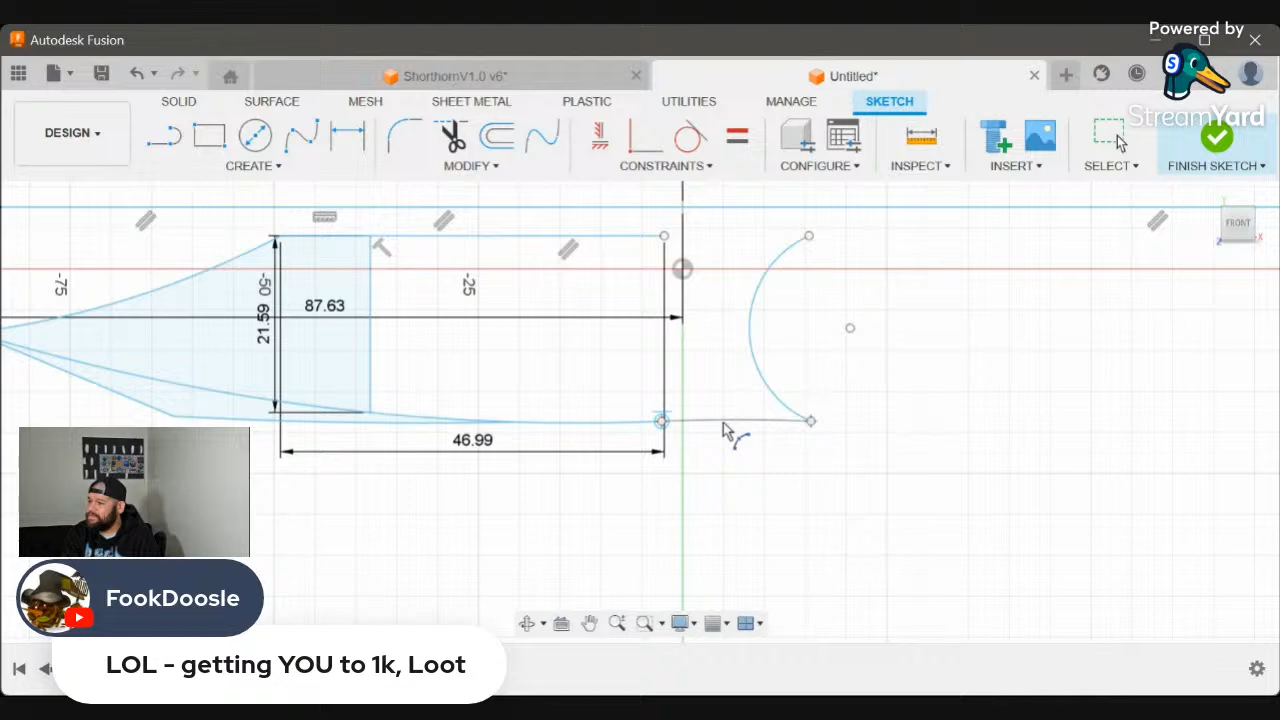 Powered by
StreamYard
Autodesk Fusion
ShorthornV1.0 v6*
Untitled*
DESIGN
SOLID
SURFACE
MESH
SHEET METAL
PLASTIC
UTILITIES
MANAGE
SKETCH
CREATE
MODIFY
CONSTRAINTS
CONFIGURE
INSPECT
INSERT
SELECT
FINISH SKETCH
FRONT
-75
-50
-25
87.63
21.59
46.99
FookDoosle
LOL - getting YOU to 1k, Loot